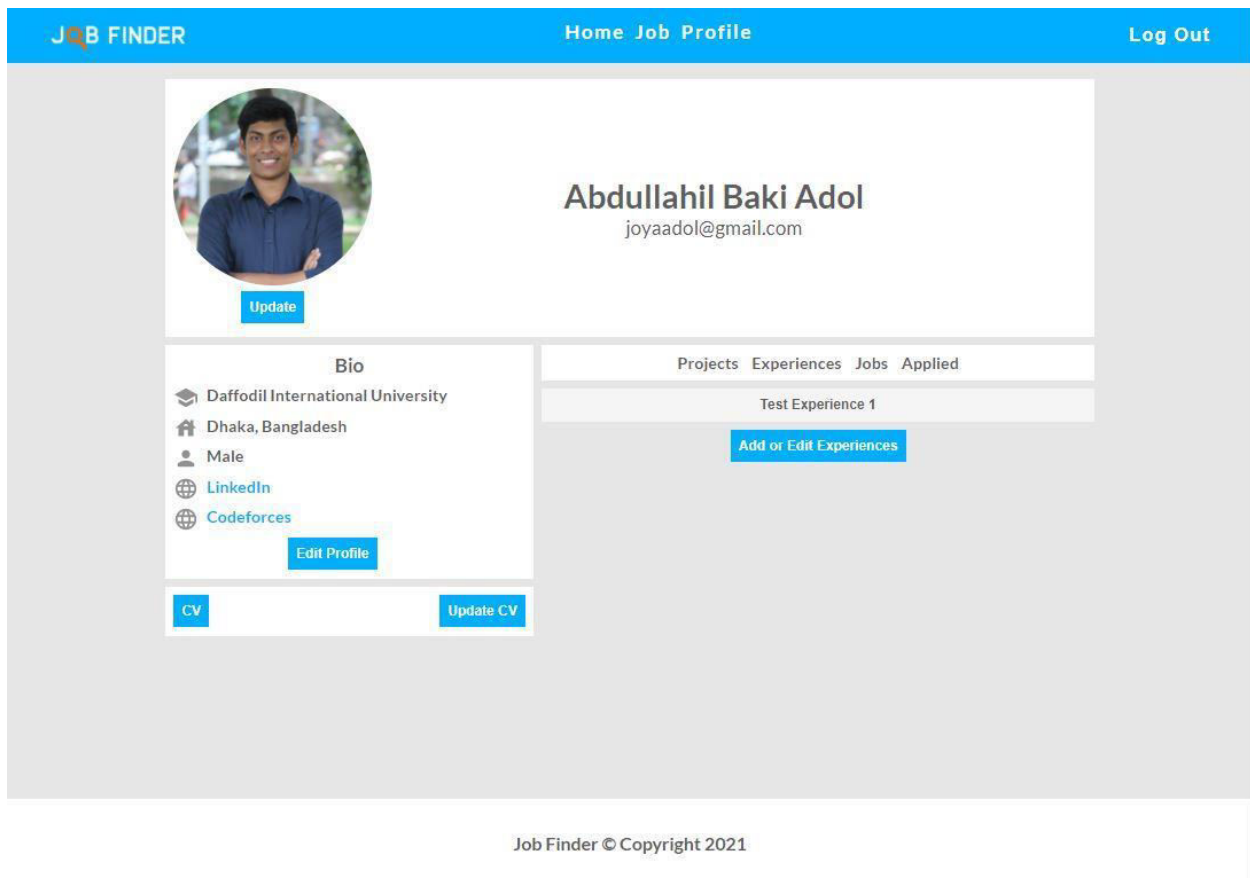 JOB FINDER
Home Job Profile
Log Out
Abdullahil Baki Adol
joyaadol@gmail.com
Update
Bio
Daffodil International University
Dhaka, Bangladesh
Male
LinkedIn
Codeforces
Edit Profile
CV
Update CV
Projects Experiences Jobs Applied
Test Experience 1
Add or Edit Experiences
Job Finder © Copyright 2021